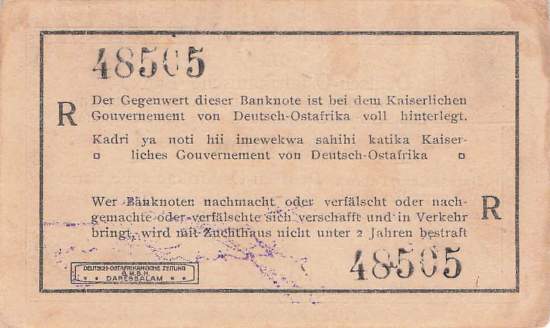 48505
R
Der Gegenwert dieser Banknote ist bei dem Kaiserlichen
Gouvernement von Deutsch-Ostafrika voll hinterlegt.
Kadri ya noti hii imewekwa sahihi katika Kaiser-
liches Gouvernement von Deutsch-Ostafrika
Wer Banknoten nachmacht oder verfälscht oder nach-
gemachte oder verfälschte sich verschafft und in Verkehr
bringt, wird mit Zuchthaus nicht unter 2 Jahren bestraft
R
48505
DEUTSCH-OSTAFRIKANISCHE ZEITUNG
G.M.B.H.
DARESSALAM